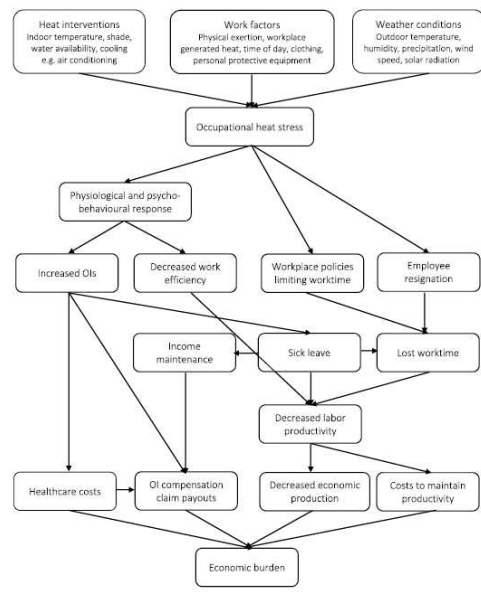 Heat interventions
Indoor temperature, shade,
water availability, cooling
e.g. air conditioning
Work factors
Physical exertion, workplace
generated heat, time of day, clothing,
personal protective equipment
Weather conditions
Outdoor temperature,
humidity, precipitation, wind
speed, solar radiation
Occupational heat stress
Physiological and psycho-
behavioural response
Increased OIs
Decreased work
efficiency
Workplace policies
limiting worktime
Employee
resignation
Income
maintenance
Sick leave
Lost worktime
Decreased labor
productivity
Healthcare costs
OI compensation
claim payouts
Decreased economic
production
Costs to maintain
productivity
Economic burden